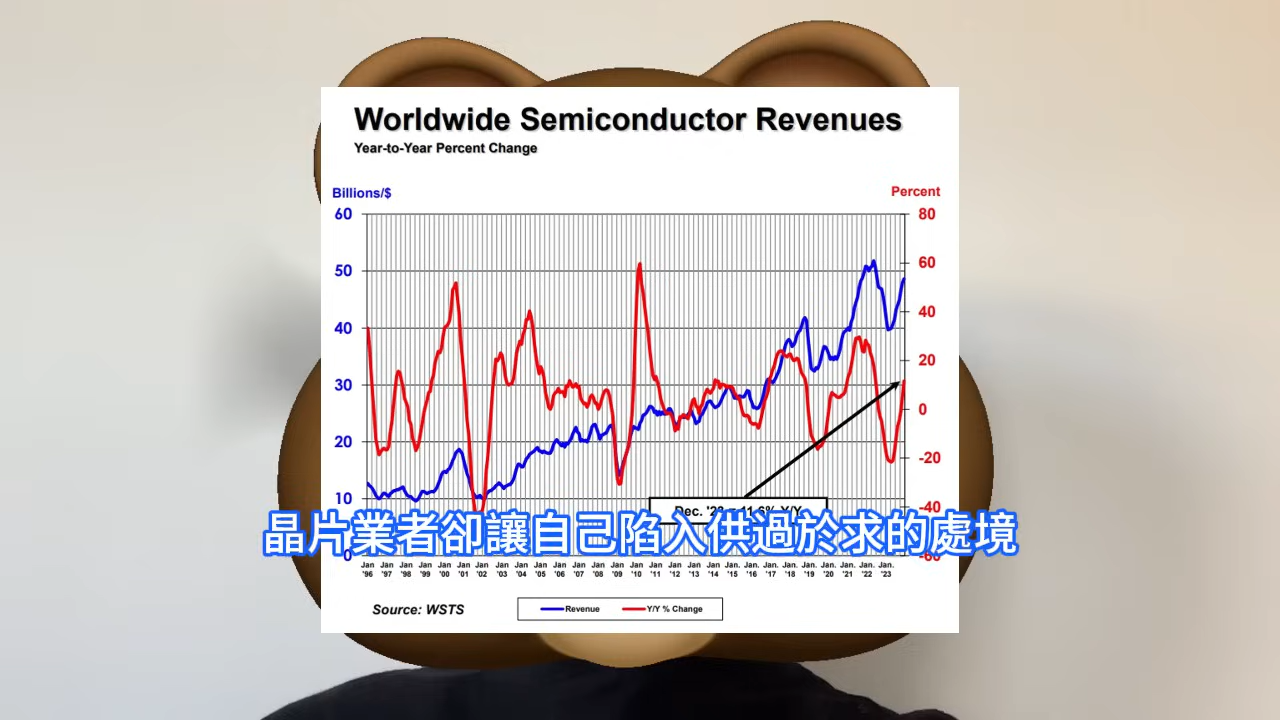 Worldwide Semiconductor Revenues
Year-to-Year Percent Change
Billions/$ Percent
60 80
50 60
40 40
30 20
20 0
10 -20
0 -40
-60
Dec. '23 = 11.6% Y/Y
晶片業者卻讓自己陷入供過於求的處境
Jan Jan Jan Jan Jan Jan Jan Jan Jan Jan Jan Jan Jan Jan Jan Jan Jan Jan Jan. Jan. Jan. Jan. Jan. Jan. Jan. Jan. Jan. Jan.
'96 '97 '98 '99 '00 '01 '02 '03 '04 '05 '06 '07 '08 '09 '10 '11 '12 '13 '14 '15 '16 '17 '18 '19 '20 '21 '22 '23
Source: WSTS
Revenue Y/Y % Change